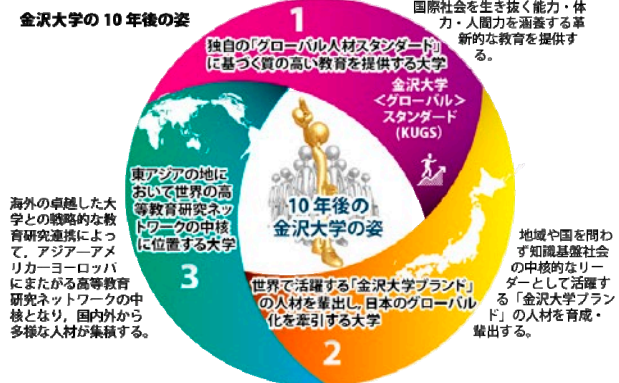 金沢大学の10年後の姿
1
独自の「グローバル人材スタンダード」
に基づく質の高い教育を提供する大学
金沢大学
<グローバル>
スタンダード
(KUGS)
国際社会を生き抜く能力・体
力・人間力を涵養する革
新的な教育を提供す
る。
10年後の
金沢大学の姿
世界で活躍する「金沢大学ブランド」
の人材を輩出し、日本のグローバル
化を牽引する大学
2
地域や国を問わ
ず知識基盤社会
の中核的なリー
ダーとして活躍す
る「金沢大学ブラン
ド」の人材を育成・
輩出する。
東アジアの地に
おいて世界の高
等教育研究ネッ
トワークの中核
に位置する大学
3
海外の卓越した大
学との戦略的な教
育研究連携によっ
て，アジア―アメ
リカ―ヨーロッパ
にまたがる高等教育
研究ネットワークの中
核となり，国内外から
多様な人材が集積する。